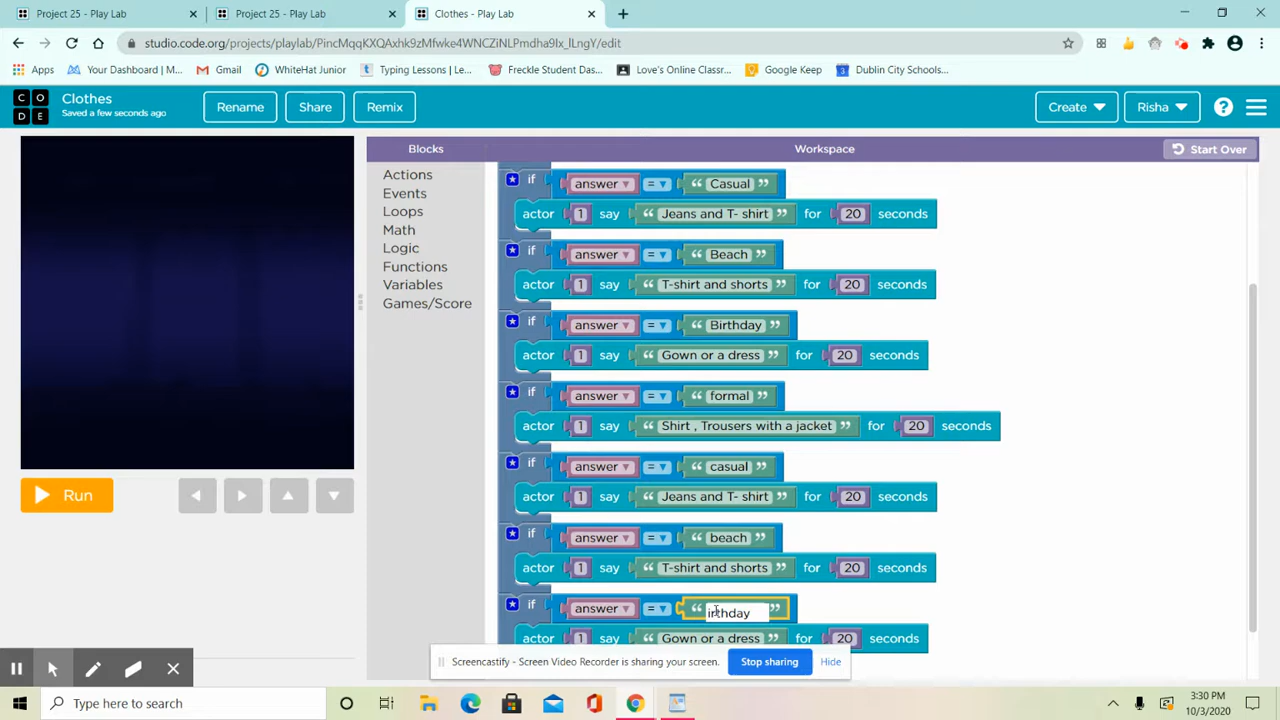 Project 25 - Play Lab
Project 25 - Play Lab
Clothes - Play Lab
studio.code.org/projects/playlab/PincMqqKXQAxhk9zMfwke4WNCZiNLPmdha9Ix_lLngY/edit
Apps
Your Dashboard | M...
Gmail
WhiteHat Junior
Typing Lessons | Le...
Freckle Student Das...
Love's Online Classr...
Google Keep
Dublin City Schools...
C O
D E
Clothes
Saved a few seconds ago
Rename
Share
Remix
Create
Risha
?
Blocks
Workspace
Start Over
Actions
Events
Loops
Math
Logic
Functions
Variables
Games/Score
if answer = “ Casual ”
actor 1 say “ Jeans and T- shirt ” for 20 seconds
if answer = “ Beach ”
actor 1 say “ T-shirt and shorts ” for 20 seconds
if answer = “ Birthday ”
actor 1 say “ Gown or a dress ” for 20 seconds
if answer = “ formal ”
actor 1 say “ Shirt , Trousers with a jacket ” for 20 seconds
if answer = “ casual ”
actor 1 say “ Jeans and T- shirt ” for 20 seconds
if answer = “ beach ”
actor 1 say “ T-shirt and shorts ” for 20 seconds
if answer = “ irthday ”
actor 1 say “ Gown or a dress ” for 20 seconds
Run
Screencastify - Screen Video Recorder is sharing your screen.
Stop sharing
Hide
Type here to search
3:30 PM
10/3/2020